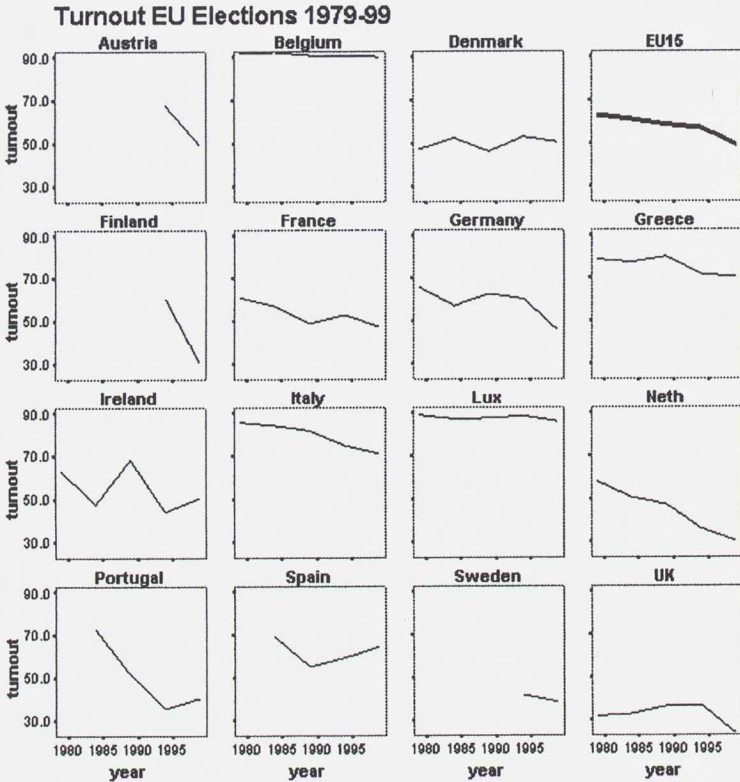 Turnout EU Elections 1979-99
Austria Belgium Denmark EU15
90.0
70.0
50.0
30.0
turnout
Finland France Germany Greece
90.0
70.0
50.0
30.0
turnout
Ireland Italy Lux Neth
90.0
70.0
50.0
30.0
turnout
Portugal Spain Sweden UK
90.0
70.0
50.0
30.0
turnout
1980 1985 1990 1995 1980 1985 1990 1995 1980 1985 1990 1995 1980 1985 1990 1995
year year year year